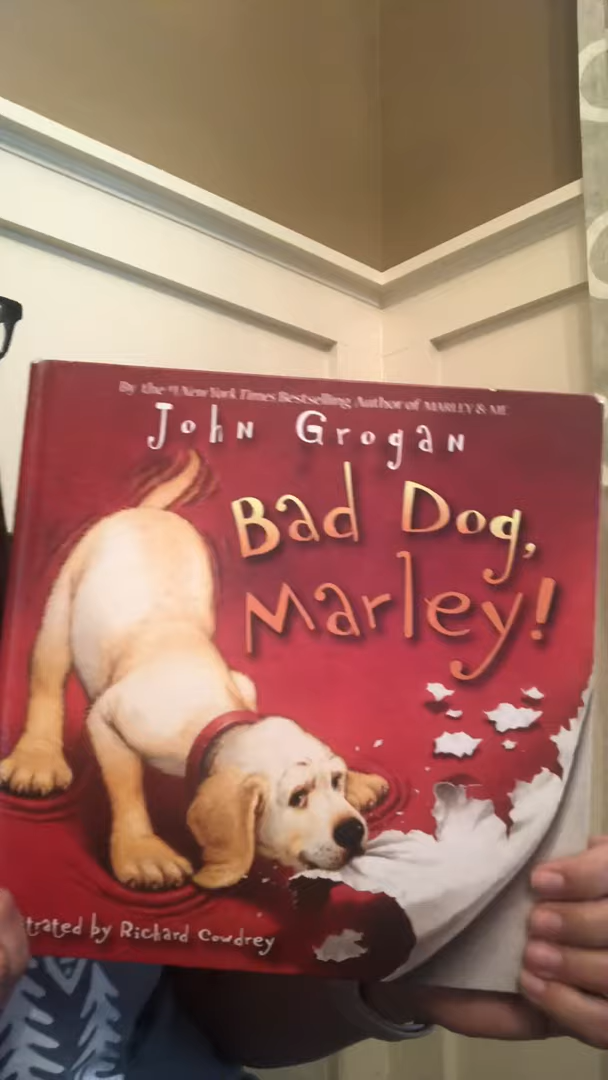 By the #1 New York Times Bestselling Author of MARLEY & ME
John Grogan
Bad Dog,
Marley!
trated by Richard Cowdrey